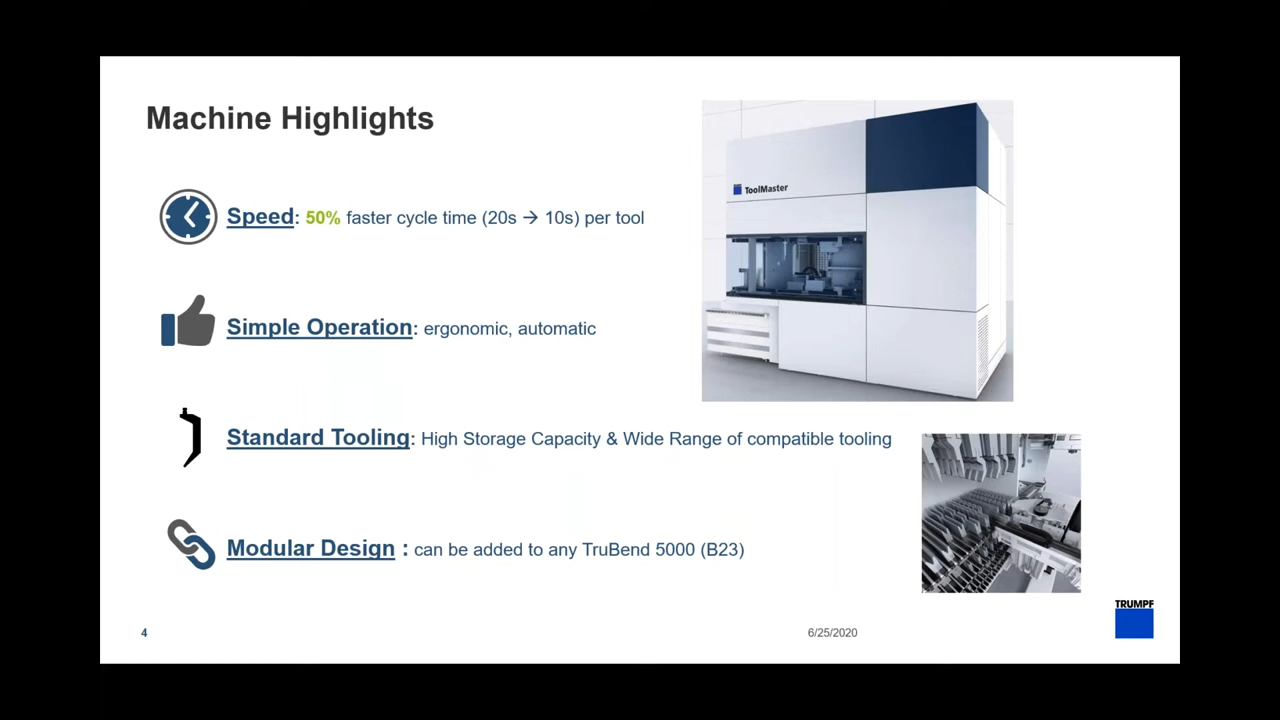 Machine Highlights
ToolMaster
Speed: 50% faster cycle time (20s → 10s) per tool
Simple Operation: ergonomic, automatic
Standard Tooling: High Storage Capacity & Wide Range of compatible tooling
Modular Design : can be added to any TruBend 5000 (B23)
TRUMPF
4
6/25/2020